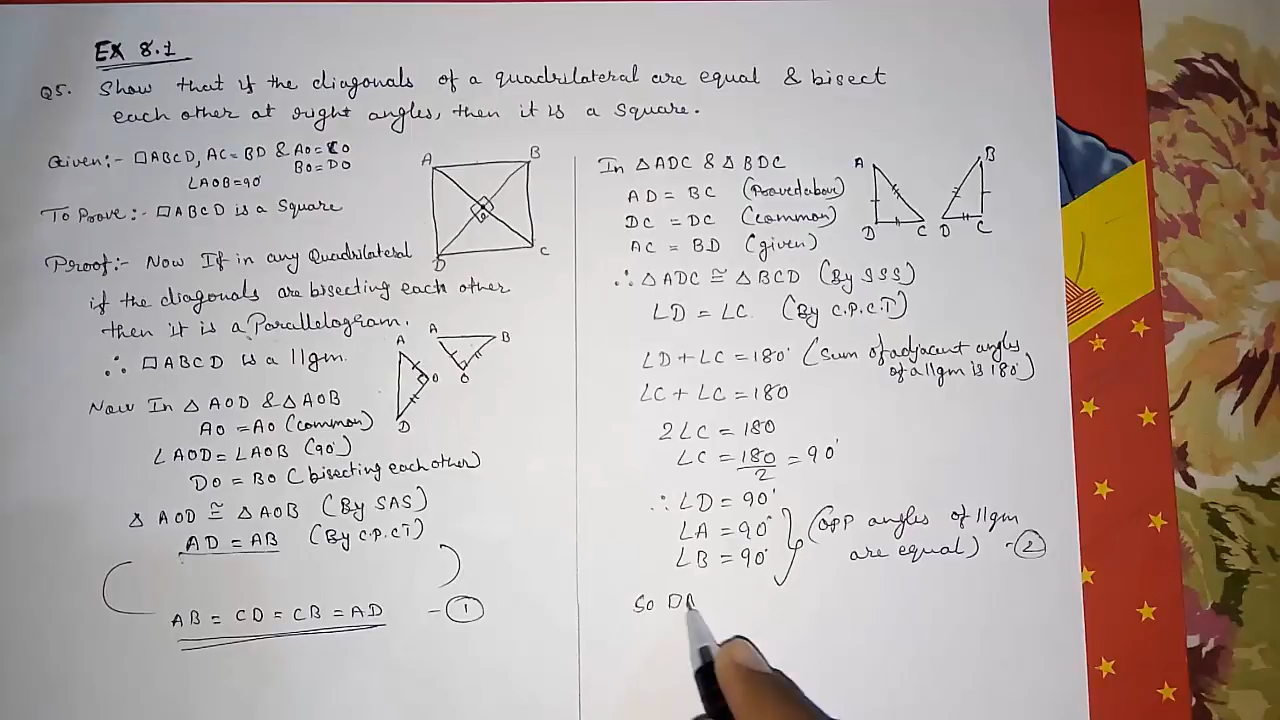 EX 8.1
Q5. Show that if the diagonals of a quadrilateral are equal & bisect
each other at right angles, then it is a square.
Given:- □ABCD, AC=BD & AO=CO
BO=DO
∠AOB=90°
To Prove:- □ABCD is a Square
Proof:- Now If in any Quadrilateral
if the diagonals are bisecting each other
then it is a Parallelogram.
∴ □ABCD is a llgm.
Now In △AOD & △AOB
AO = AO (common)
∠AOD = ∠AOB (90°)
DO = BO (bisecting each other)
△ AOD ≅ △AOB (By SAS)
AD = AB (By C.P.CT)
AB = CD = CB = AD - ①
A B
O
D C
A B
O
A
O
D
In △ADC & △BDC
AD = BC (Proved above)
DC = DC (common)
AC = BD (given)
∴ △ADC ≅ △BCD (By SSS)
∠D = ∠C. (By C.P.C.T)
∠D + ∠C = 180° (Sum of adjacent angles
of a llgm is 180°)
∠C + ∠C = 180
2∠C = 180
∠C = 180/2 = 90°
∴ ∠D = 90°
∠A = 90° (opp angles of llgm
∠B = 90° are equal) - ②
So □A
A
D C
B
D C